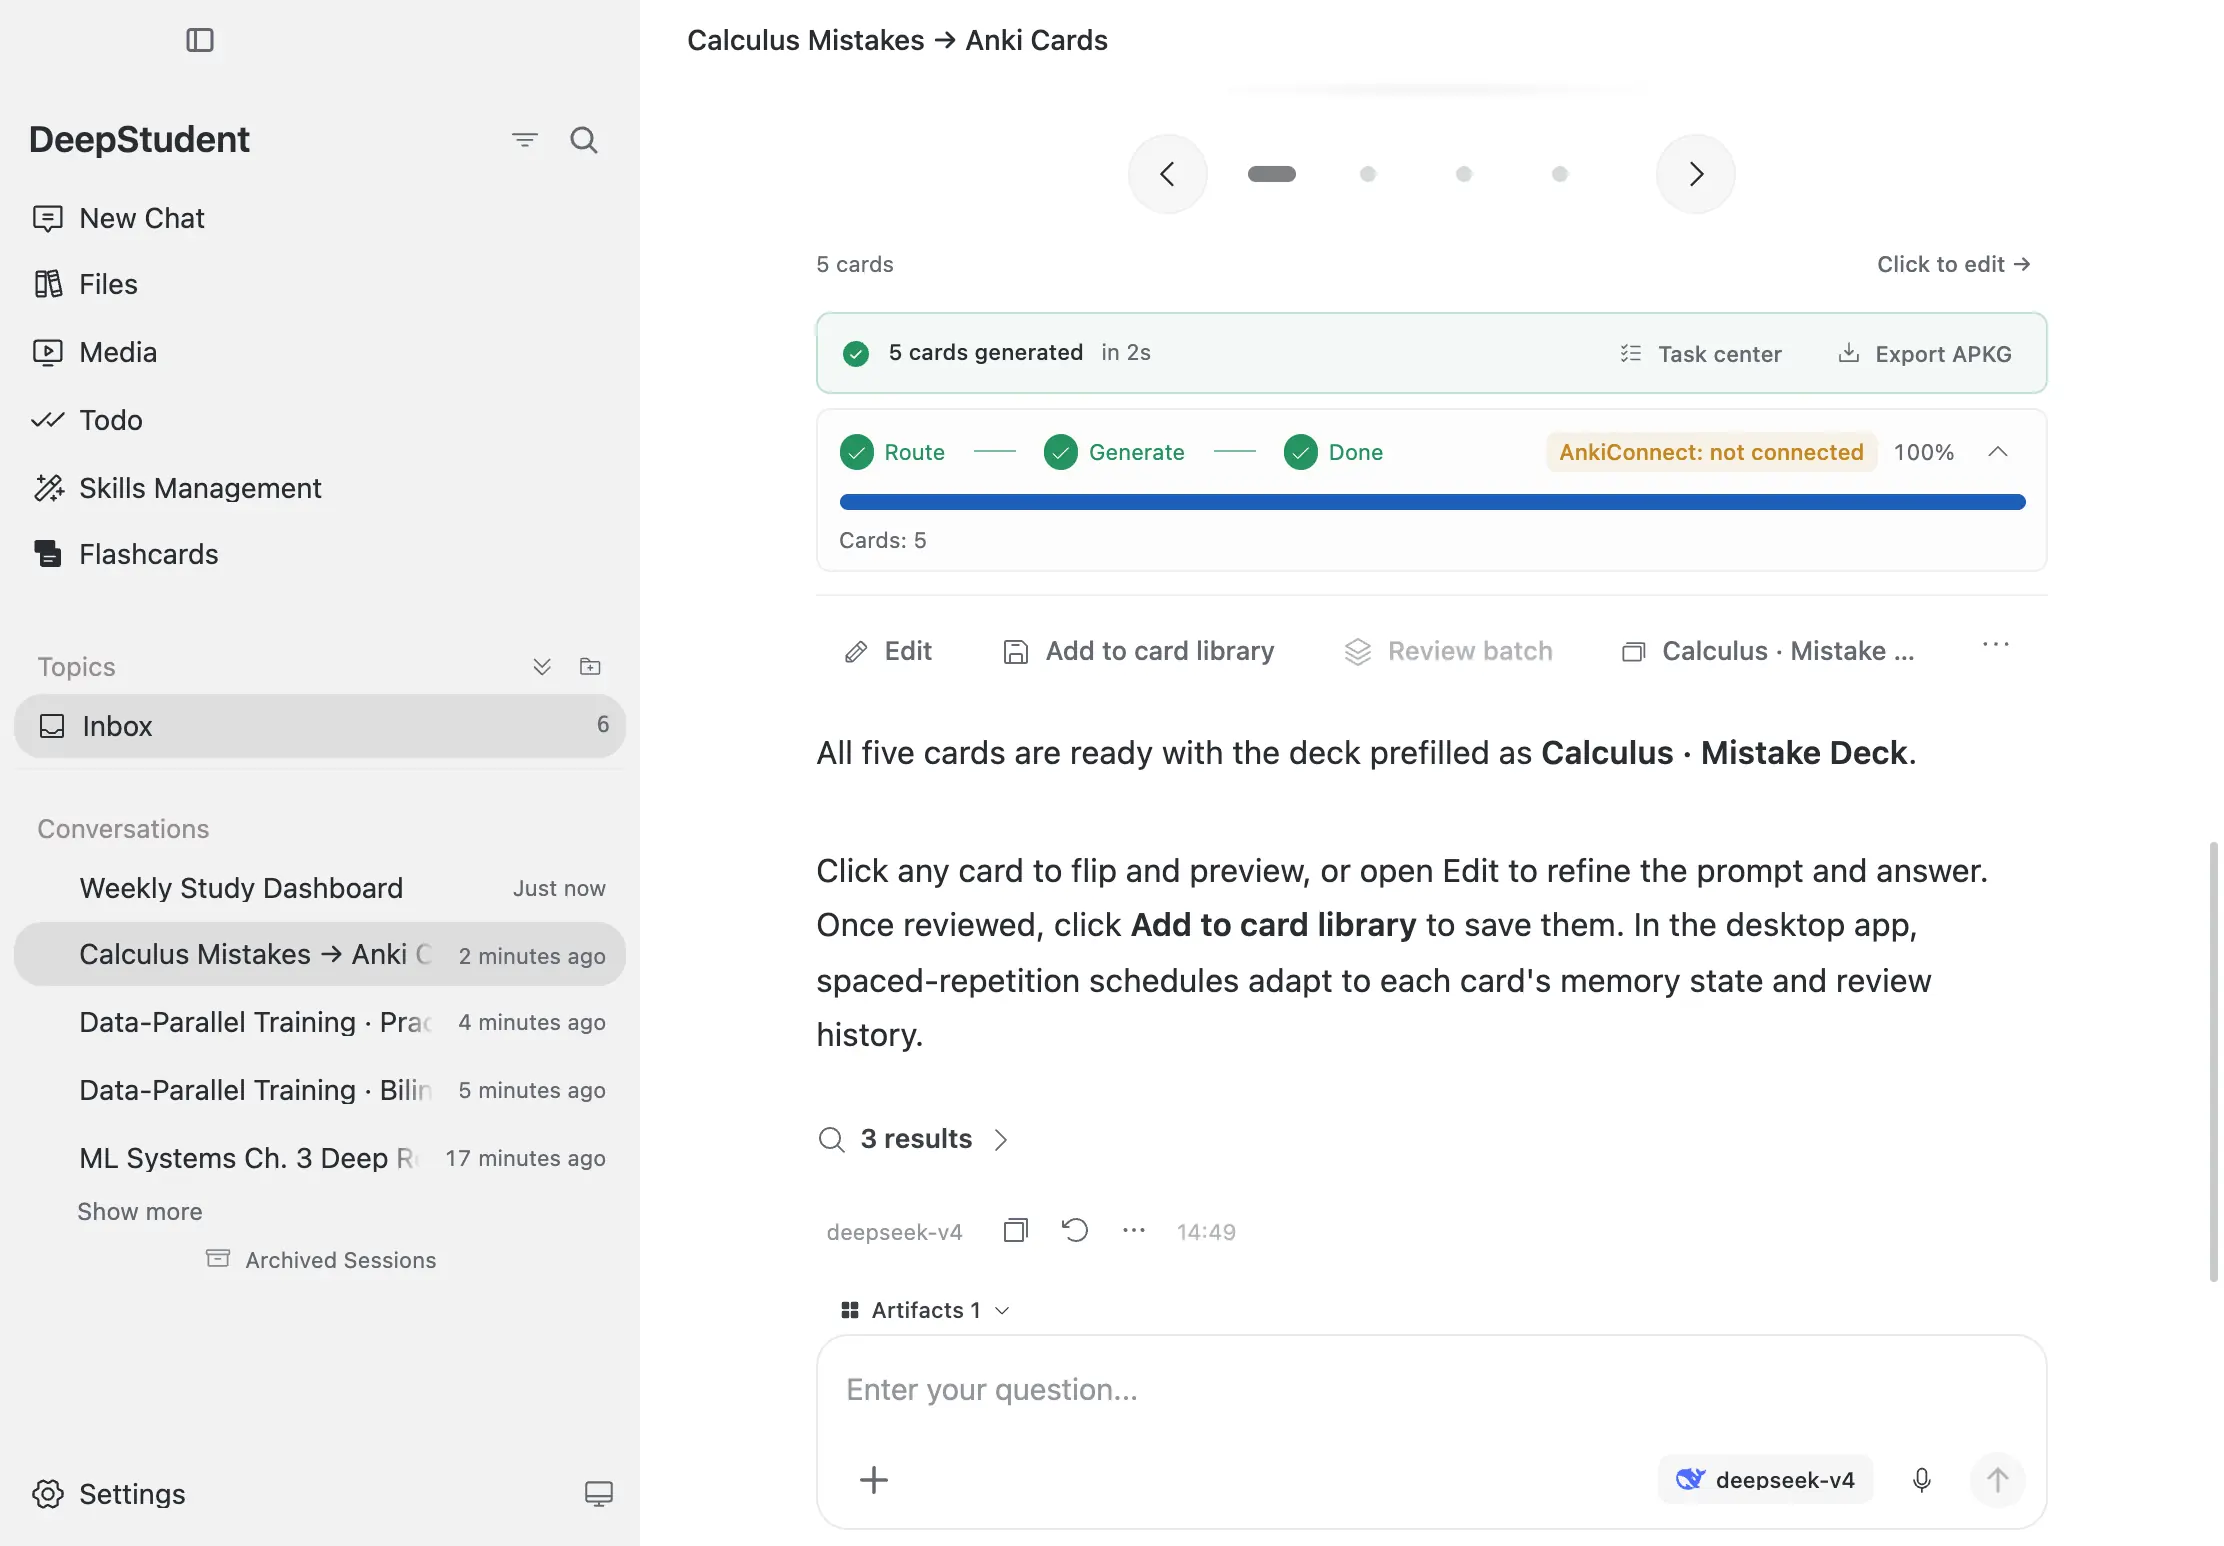 Calculus Mistakes → Anki Cards
DeepStudent
New Chat
Files
Media
Todo
Skills Management
Flashcards
Topics
Inbox 6
Conversations
Weekly Study Dashboard Just now
Calculus Mistakes → Anki C 2 minutes ago
Data-Parallel Training · Prac 4 minutes ago
Data-Parallel Training · Bilin 5 minutes ago
ML Systems Ch. 3 Deep Re 17 minutes ago
Show more
Archived Sessions
Settings
5 cards Click to edit →
5 cards generated in 2s Task center Export APKG
Route Generate Done AnkiConnect: not connected 100%
Cards: 5
Edit Add to card library Review batch Calculus · Mistake ... ...
All five cards are ready with the deck prefilled as Calculus · Mistake Deck.
Click any card to flip and preview, or open Edit to refine the prompt and answer.
Once reviewed, click Add to card library to save them. In the desktop app,
spaced-repetition schedules adapt to each card's memory state and review
history.
3 results
deepseek-v4 ... 14:49
Artifacts 1
Enter your question...
deepseek-v4